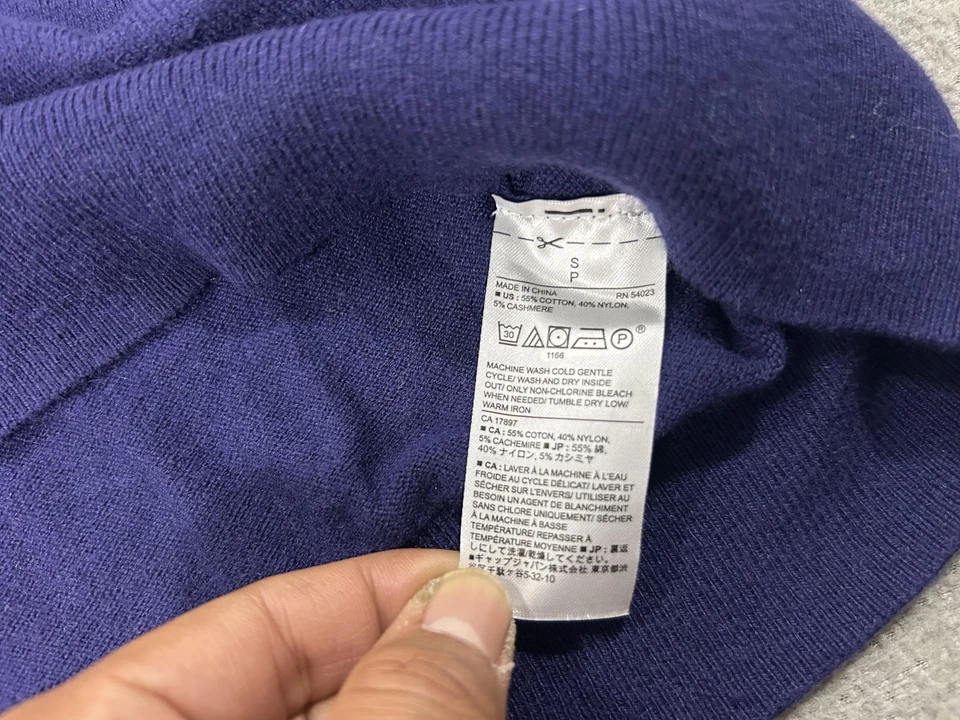 S
P
MADE IN CHINA RN 54023
■ US : 55% COTTON, 40% NYLON,
5% CASHMERE
30 P ®
1166
MACHINE WASH COLD GENTLE
CYCLE/ WASH AND DRY INSIDE
OUT/ ONLY NON-CHLORINE BLEACH
WHEN NEEDED/ TUMBLE DRY LOW/
WARM IRON
CA 17897
■ CA : 55% COTON, 40% NYLON,
5% CACHEMIRE ■ JP : 55% 綿,
40% ナイロン, 5% カシミヤ
■ CA : LAVER À LA MACHINE À L'EAU
FROIDE AU CYCLE DÉLICAT/ LAVER ET
SÉCHER SUR L'ENVERS/ UTILISER AU
BESOIN UN AGENT DE BLANCHIMENT
SANS CHLORE UNIQUEMENT/ SÉCHER
À LA MACHINE À BASSE
TEMPÉRATURE/ REPASSER À
TEMPÉRATURE MOYENNE ■ JP : 裏返
しにして洗濯/乾燥してください。
■ギャップジャパン株式会社 東京都渋
谷区千駄ヶ谷5-32-10